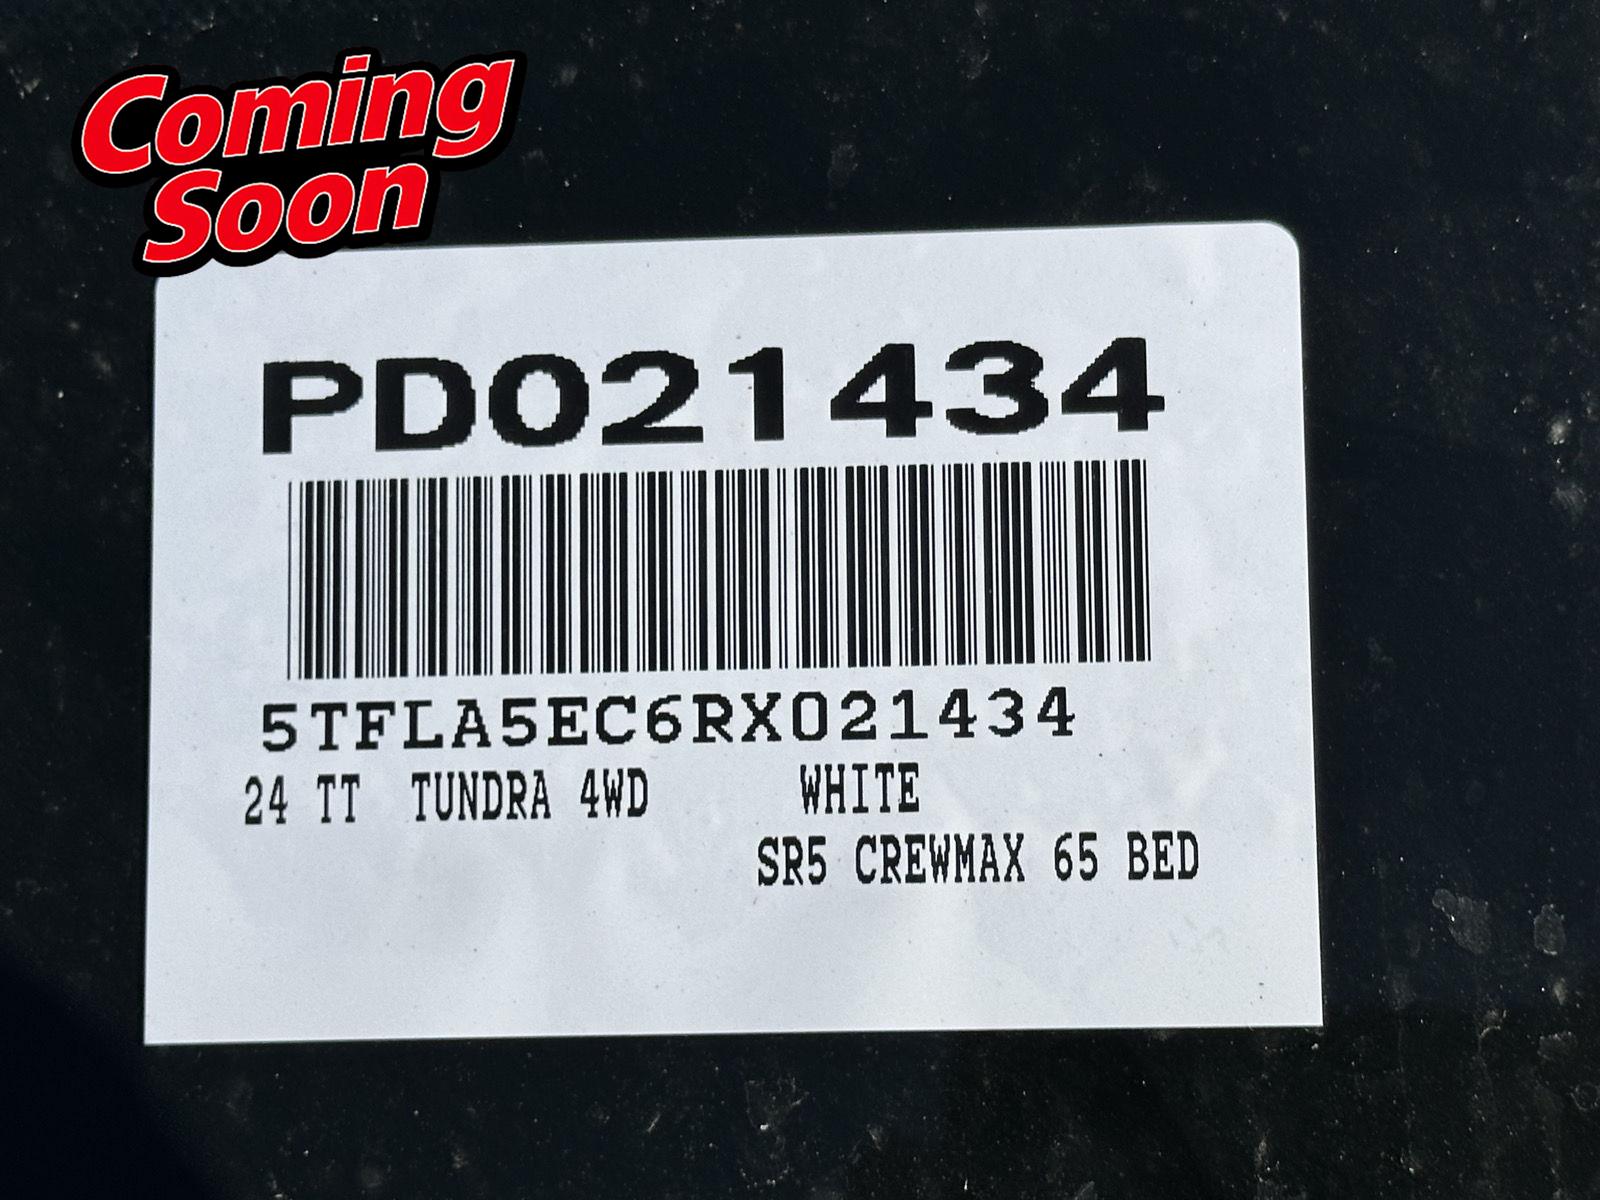 Coming
Soon
PD021434
5TFLA5EC6RX021434
24 TT TUNDRA 4WD WHITE
SR5 CREWMAX 65 BED